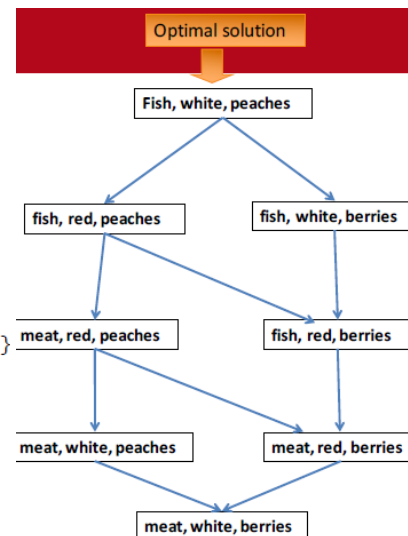 Optimal solution
Fish, white, peaches
fish, red, peaches
fish, white, berries
}
meat, red, peaches
fish, red, berries
meat, white, peaches
meat, red, berries
meat, white, berries